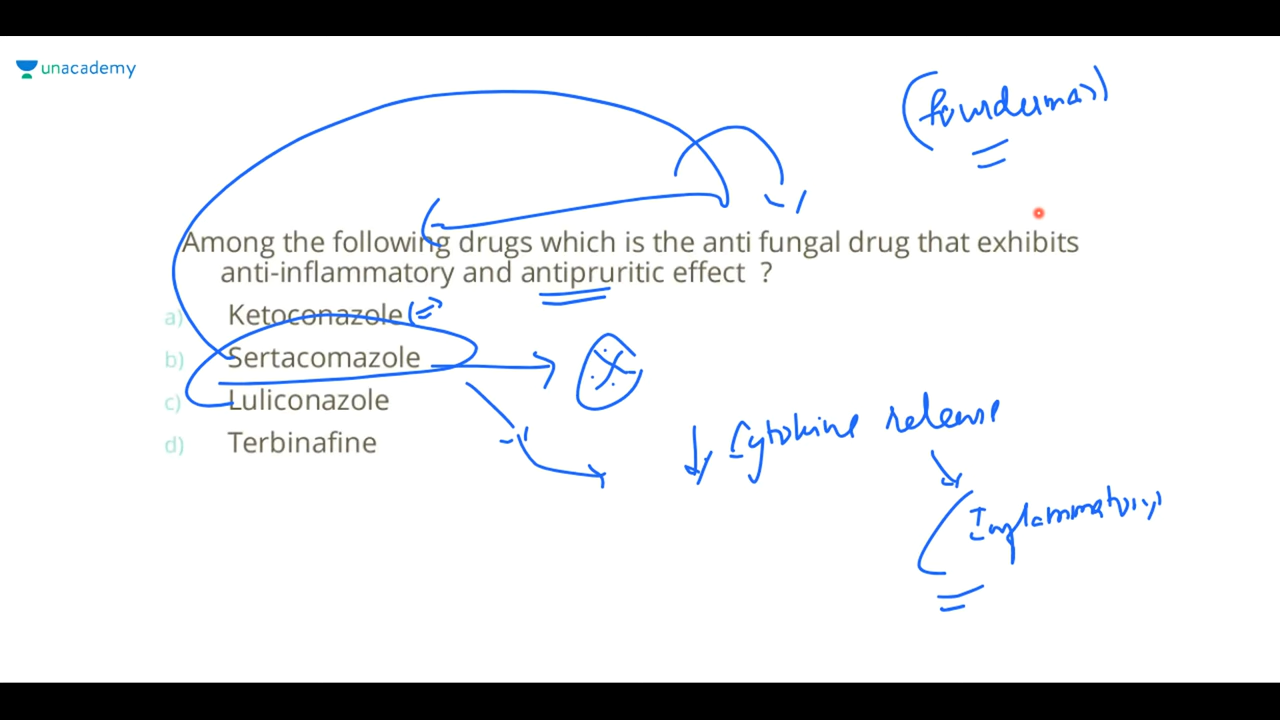 unacademy
Among the following drugs which is the anti fungal drug that exhibits
anti-inflammatory and antipruritic effect ?
a) Ketoconazole
b) Sertacomazole
c) Luliconazole
d) Terbinafine
↓ Cytokine release
Inflammatory